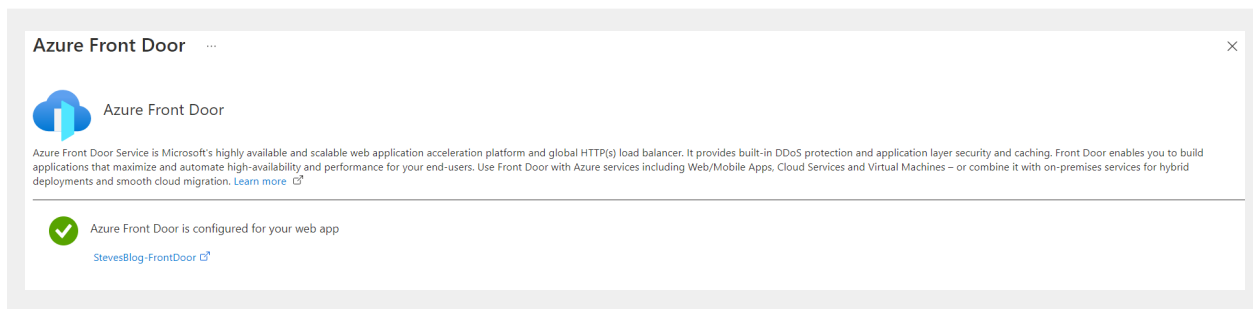 Azure Front Door ...
Azure Front Door
Azure Front Door Service is Microsoft's highly available and scalable web application acceleration platform and global HTTP(s) load balancer. It provides built-in DDoS protection and application layer security and caching. Front Door enables you to build
applications that maximize and automate high-availability and performance for your end-users. Use Front Door with Azure services including Web/Mobile Apps, Cloud Services and Virtual Machines – or combine it with on-premises services for hybrid
deployments and smooth cloud migration. Learn more
Azure Front Door is configured for your web app
StevesBlog-FrontDoor